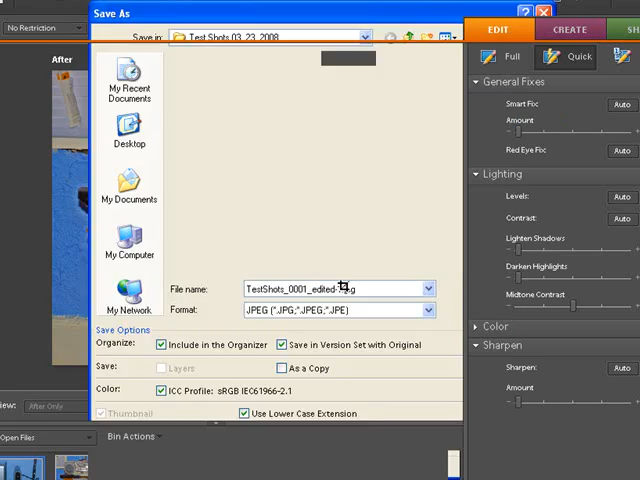 Save As
No Restriction
Save in:
Test Shots 03_23_2008
EDIT
CREATE
SH
After
Full
Quick
My Recent
Documents
Desktop
My Documents
My Computer
My Network
General Fixes
Smart Fix
Auto
Amount
Red Eye Fix
Auto
Lighting
Levels:
Auto
Contrast:
Auto
Lighten Shadows
Darken Highlights
Midtone Contrast
Color
Sharpen
Sharpen:
Auto
Amount
File name:
TestShots_0001_edited-
Format:
JPEG (*.JPG;*.JPEG;*.JPE)
Save Options
Organize:
Include in the Organizer
Save in Version Set with Original
Save:
Layers
As a Copy
Color:
ICC Profile: sRGB IEC61966-2.1
Thumbnail
Use Lower Case Extension
View:
After Only
Open Files
Bin Actions